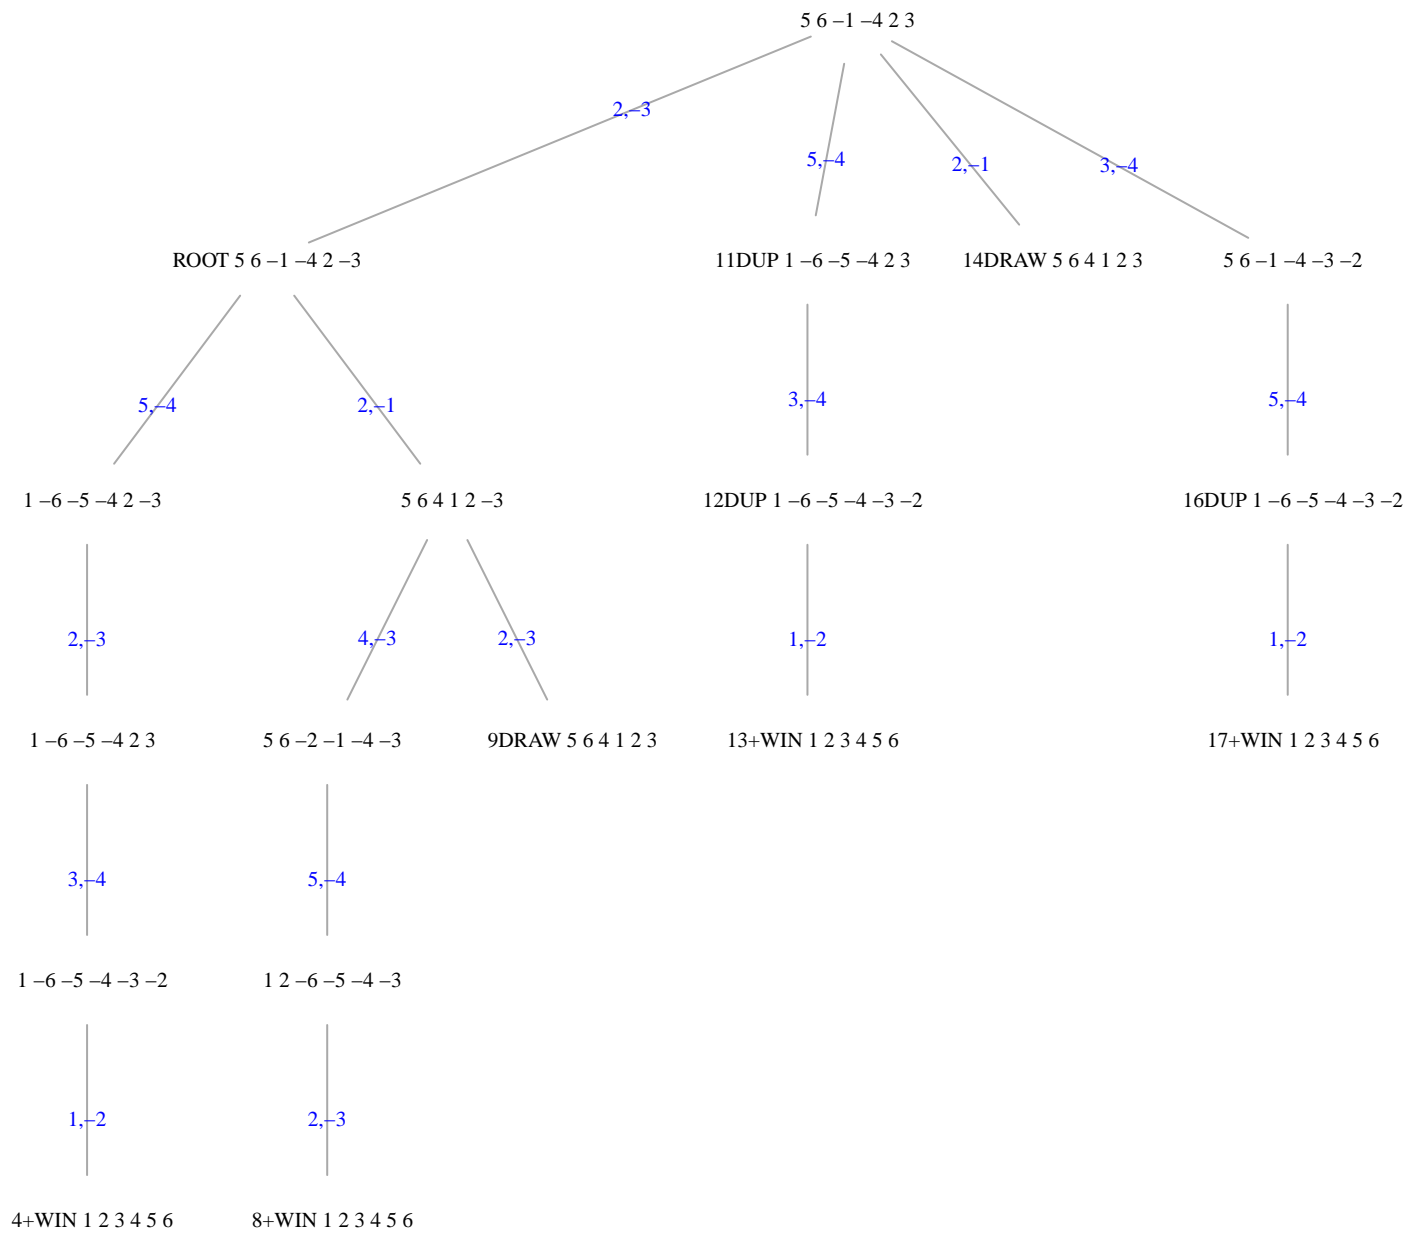 5 6 –1 –4 2 3
2,–3
5,–4
2,–1
3,–4
ROOT 5 6 –1 –4 2 –3
11DUP 1 –6 –5 –4 2 3
14DRAW 5 6 4 1 2 3
5 6 –1 –4 –3 –2
5,–4
2,–1
3,–4
5,–4
1 –6 –5 –4 2 –3
5 6 4 1 2 –3
12DUP 1 –6 –5 –4 –3 –2
16DUP 1 –6 –5 –4 –3 –2
2,–3
4,–3
2,–3
1,–2
1,–2
1 –6 –5 –4 2 3
5 6 –2 –1 –4 –3
9DRAW 5 6 4 1 2 3
13+WIN 1 2 3 4 5 6
17+WIN 1 2 3 4 5 6
3,–4
5,–4
1 –6 –5 –4 –3 –2
1 2 –6 –5 –4 –3
1,–2
2,–3
4+WIN 1 2 3 4 5 6
8+WIN 1 2 3 4 5 6